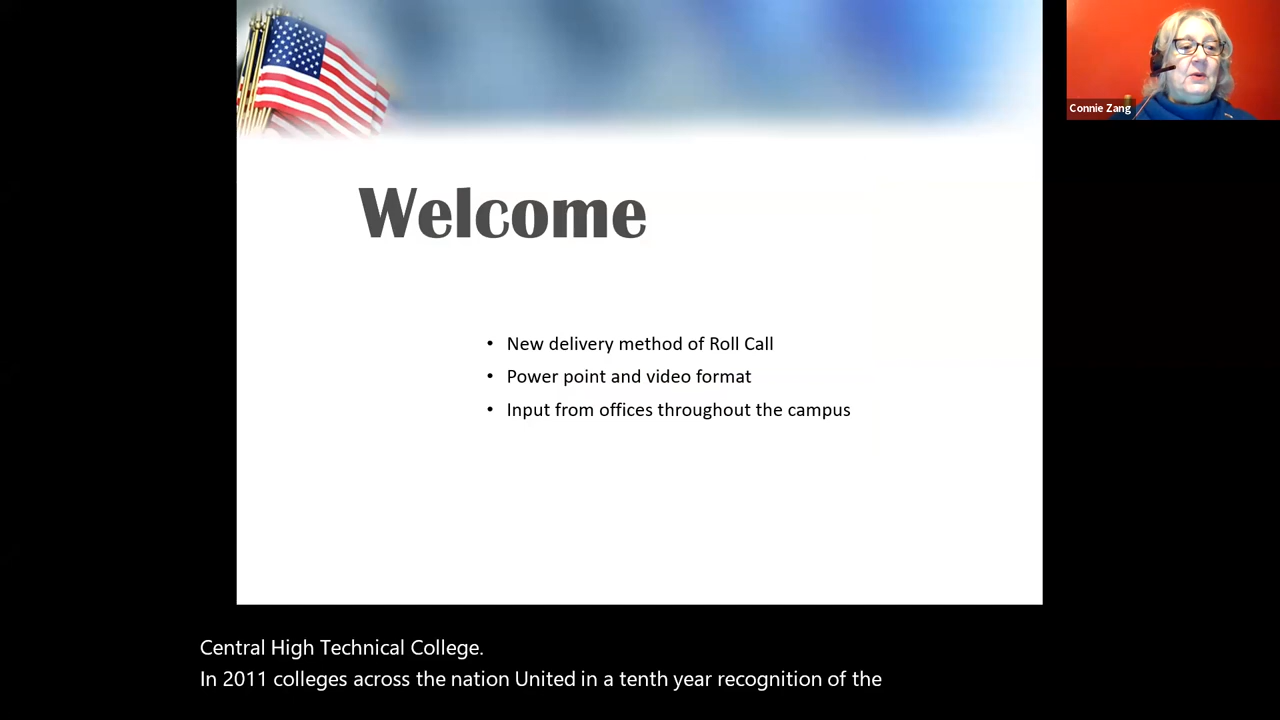 Connie Zang
Welcome
• New delivery method of Roll Call
• Power point and video format
• Input from offices throughout the campus
Central High Technical College.
In 2011 colleges across the nation United in a tenth year recognition of the